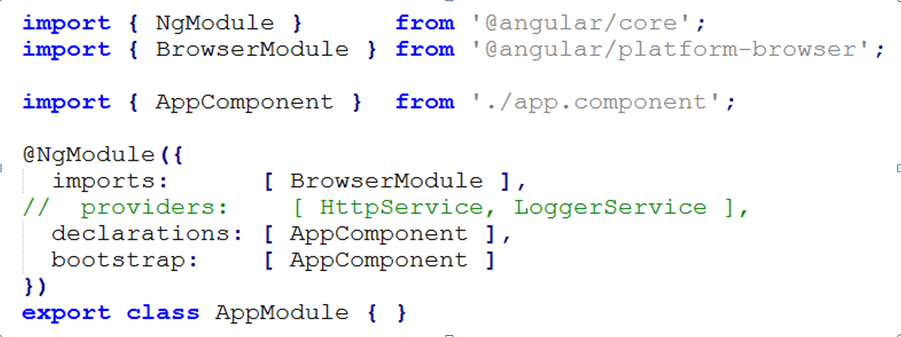 import { NgModule }      from '@angular/core';
import { BrowserModule } from '@angular/platform-browser';

import { AppComponent }  from './app.component';

@NgModule({
  imports:      [ BrowserModule ],
//  providers:    [ HttpService, LoggerService ],
  declarations: [ AppComponent ],
  bootstrap:    [ AppComponent ]
})
export class AppModule { }